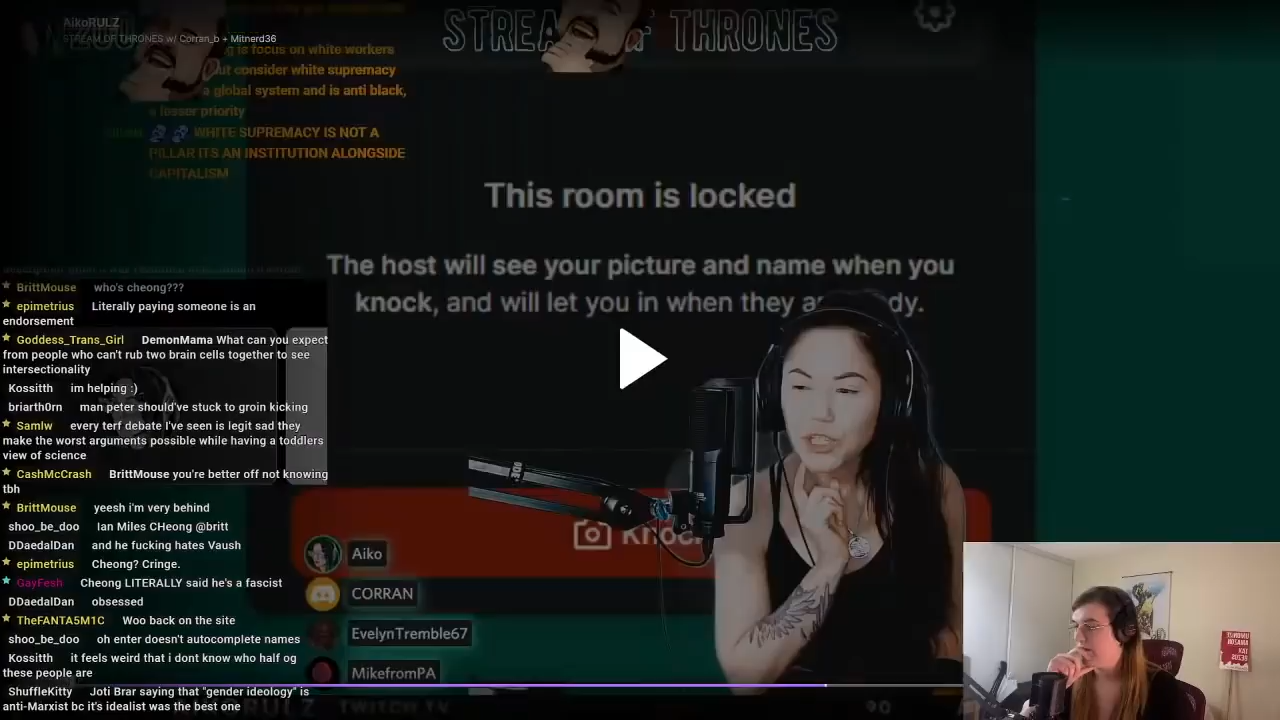 AikoRULZ
STREAM OF THRONES w/ Corran_b + Mitnerd36
STREAM OF THRONES
g is focus on white workers
ut consider white supremacy
a global system and is anti black,
a lesser priority
WHITE SUPREMACY IS NOT A
PILLAR ITS AN INSTITUTION ALONGSIDE
CAPITALISM
This room is locked
The host will see your picture and name when you
knock, and will let you in when they are ready.
Knock
BrittMouse who's cheong???
epimetrius Literally paying someone is an
endorsement
Goddess_Trans_Girl DemonMama What can you expect
from people who can't rub two brain cells together to see
intersectionality
Kossitth im helping :)
briarth0rn man peter should've stuck to groin kicking
Samlw every terf debate I've seen is legit sad they
make the worst arguments possible while having a toddlers
view of science
CashMcCrash BrittMouse you're better off not knowing
tbh
BrittMouse yeesh i'm very behind
shoo_be_doo Ian Miles CHeong @britt
DDaedalDan and he fucking hates Vaush
epimetrius Cheong? Cringe.
GayFesh Cheong LITERALLY said he's a fascist
DDaedalDan obsessed
TheFANTA5M1C Woo back on the site
shoo_be_doo oh enter doesn't autocomplete names
Kossitth it feels weird that i dont know who half og
these people are
ShuffleKitty Joti Brar saying that "gender ideology" is
anti-Marxist bc it's idealist was the best one
Aiko
CORRAN
EvelynTremble67
MikefromPA
TWITCH.TV